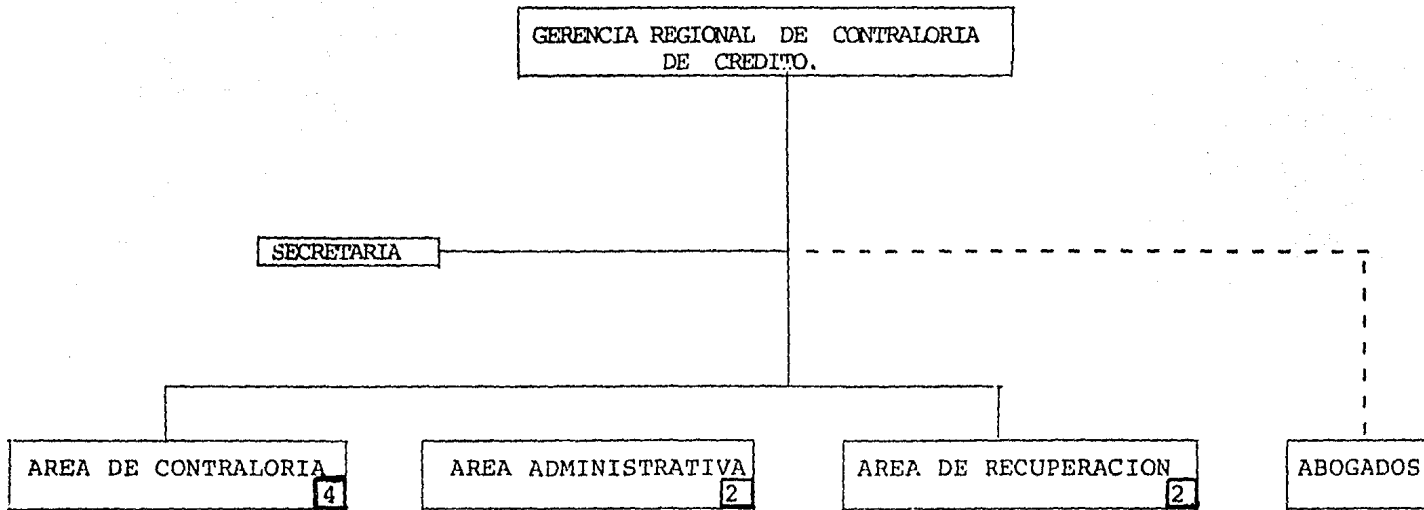 GERENCIA REGIONAL DE CONTRALORIA
DE CREDITO.
SECRETARIA
AREA DE CONTRALORIA
4
AREA ADMINISTRATIVA
2
AREA DE RECUPERACION
2
ABOGADOS